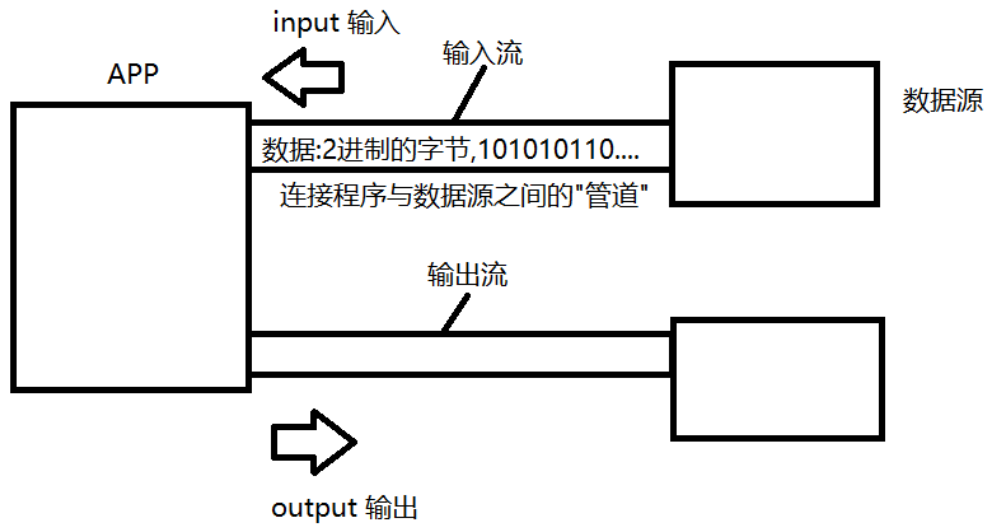 input 输入
输入流
APP
数据源
数据:2进制的字节,101010110....
连接程序与数据源之间的"管道"
输出流
output 输出